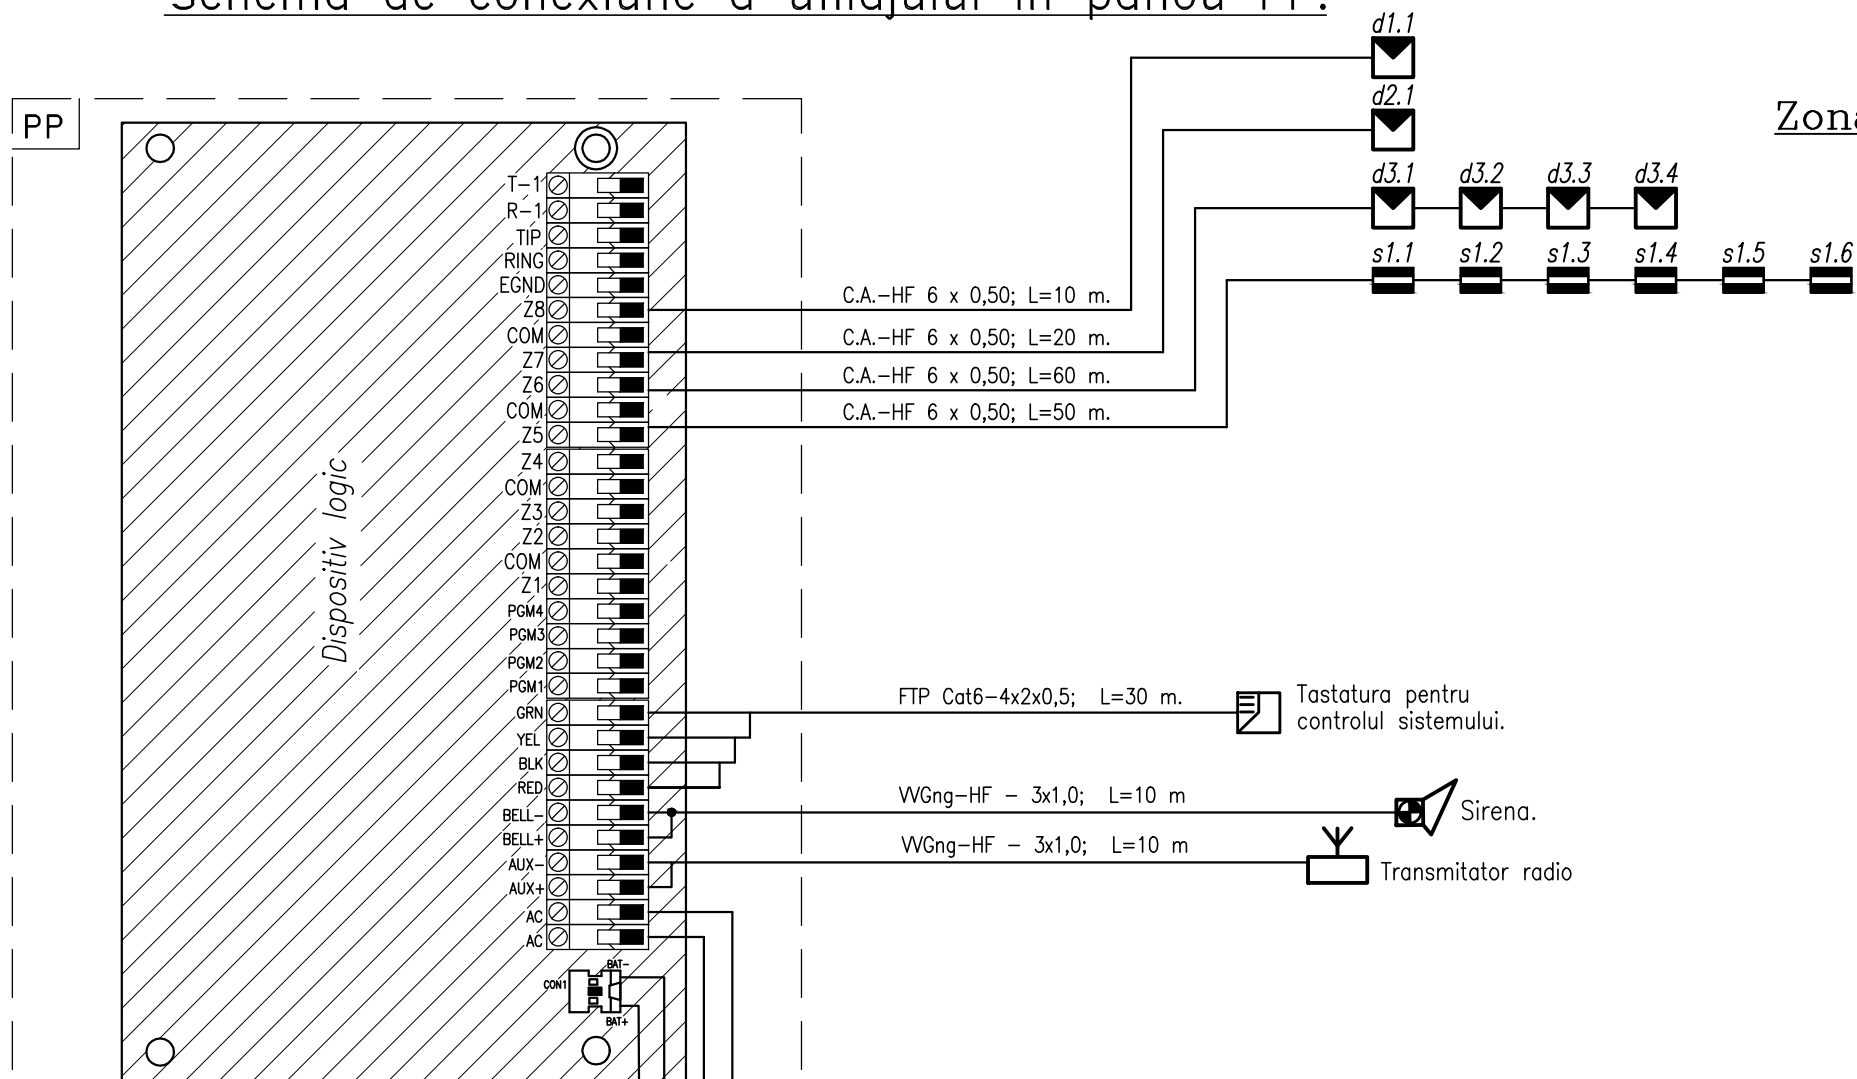 d1.1
d2.1
PP
Zona
d3.1 d3.2 d3.3 d3.4
s1.1 s1.2 s1.3 s1.4 s1.5 s1.6
T-1
R-1
TIP
RING
EGND
Z8
COM
Z7
Z6
COM
Z5
Z4
COM
Z3
Z2
COM
Z1
PGM4
PGM3
PGM2
PGM1
GRN
YEL
BLK
RED
BELL-
BELL+
AUX-
AUX+
AC
AC
BAT-
CON1
BAT+
Dispozitiv logic
C.A.-HF 6 x 0,50; L=10 m.
C.A.-HF 6 x 0,50; L=20 m.
C.A.-HF 6 x 0,50; L=60 m.
C.A.-HF 6 x 0,50; L=50 m.
FTP Cat6-4x2x0,5; L=30 m.
Tastatura pentru
controlul sistemului.
VVGng-HF - 3x1,0; L=10 m
Sirena.
VVGng-HF - 3x1,0; L=10 m
Transmitator radio